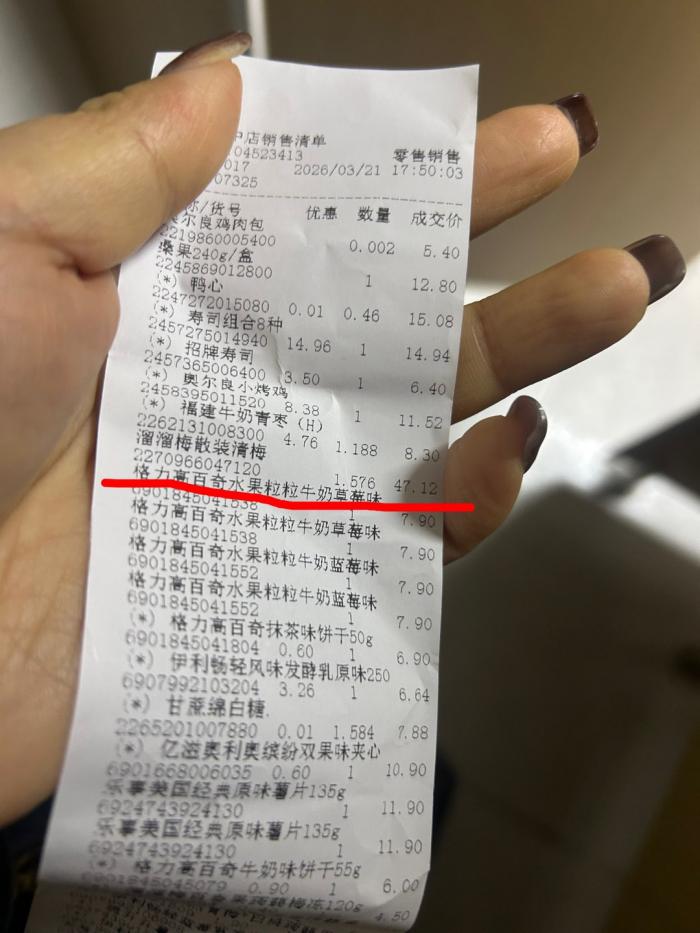 店销售清单
04523413 零售销售
017 2026/03/21 17:50:03
07325
/货号 优惠 数量 成交价
奥尔良鸡肉包
2219860005400 0.002 5.40
桑果240g/盒
2245869012800 1 12.80
(*) 鸭心
2247272015080 0.01 0.46 15.08
(*) 寿司组合8种
2457275014940 14.96 1 14.94
(*) 招牌寿司
2457365006400 3.50 1 6.40
(*) 奥尔良小烤鸡
2458395011520 8.38 1 11.52
(*) 福建牛奶青枣(H)
2262131008300 4.76 1.188 8.30
溜溜梅散装清梅
2270966047120 1.576 47.12
格力高百奇水果粒粒牛奶草莓味
6901845041538 1 7.90
格力高百奇水果粒粒牛奶草莓味
6901845041538 1 7.90
格力高百奇水果粒粒牛奶蓝莓味
6901845041552 1 7.90
格力高百奇水果粒粒牛奶蓝莓味
6901845041552 1 7.90
(*) 格力高百奇抹茶味饼干50g
6901845041804 0.60 1 6.90
(*) 伊利畅轻风味发酵乳原味250
6907992103204 3.26 1 6.64
(*) 甘蔗绵白糖.
2265201007880 0.01 1.584 7.88
(*) 亿滋奥利奥缤纷双果味夹心
6901668006035 0.60 1 10.90
乐事美国经典原味薯片135g
6924743924130 1 11.90
乐事美国经典原味薯片135g
6924743924130 1 11.90
(*) 格力高百奇牛奶味饼干55g
6901845045079 0.90 1 6.00
梅冻120g
4.50